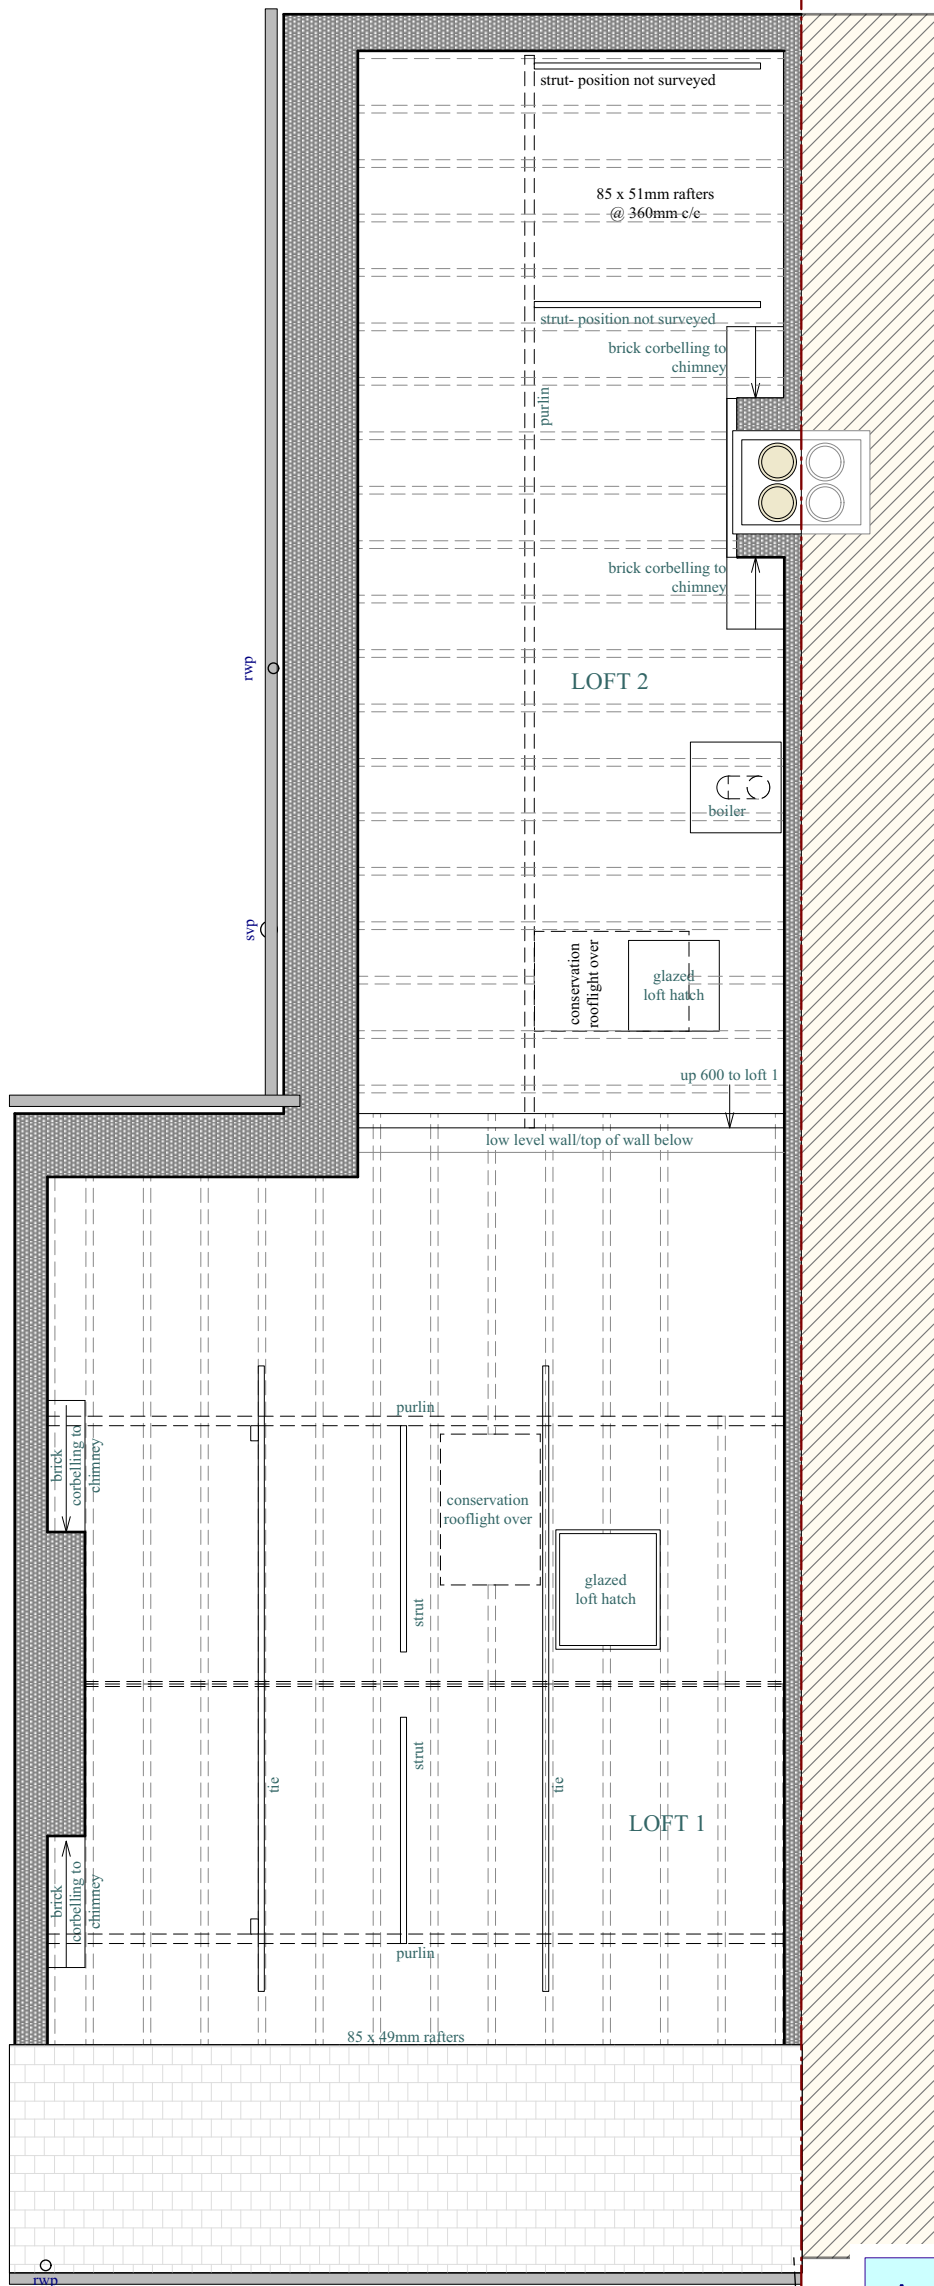 strut- position not surveyed
85 x 51mm rafters
@ 360mm c/c
strut- position not surveyed
brick corbelling to
chimney
purlin
brick corbelling to
chimney
rwp
LOFT 2
boiler
svp
conservation
rooflight over
glazed
loft hatch
up 600 to loft 1
low level wall/top of wall below
purlin
brick
corbelling to
chimney
conservation
rooflight over
glazed
loft hatch
strut
strut
tie
tie
LOFT 1
brick
corbelling to
chimney
purlin
85 x 49mm rafters
rwp